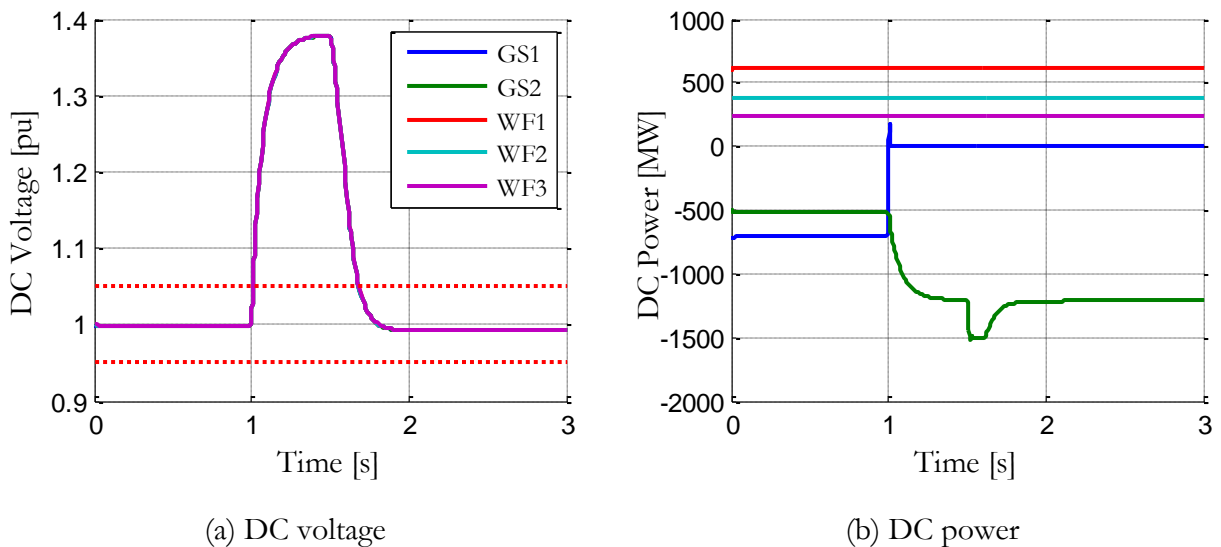 1.4
1.3
1.2
1.1
1
0.9
DC Voltage [pu]
GS1
GS2
WF1
WF2
WF3
0 1 2 3
Time [s]
(a) DC voltage
1000
500
0
-500
-1000
-1500
-2000
DC Power [MW]
0 1 2 3
Time [s]
(b) DC power